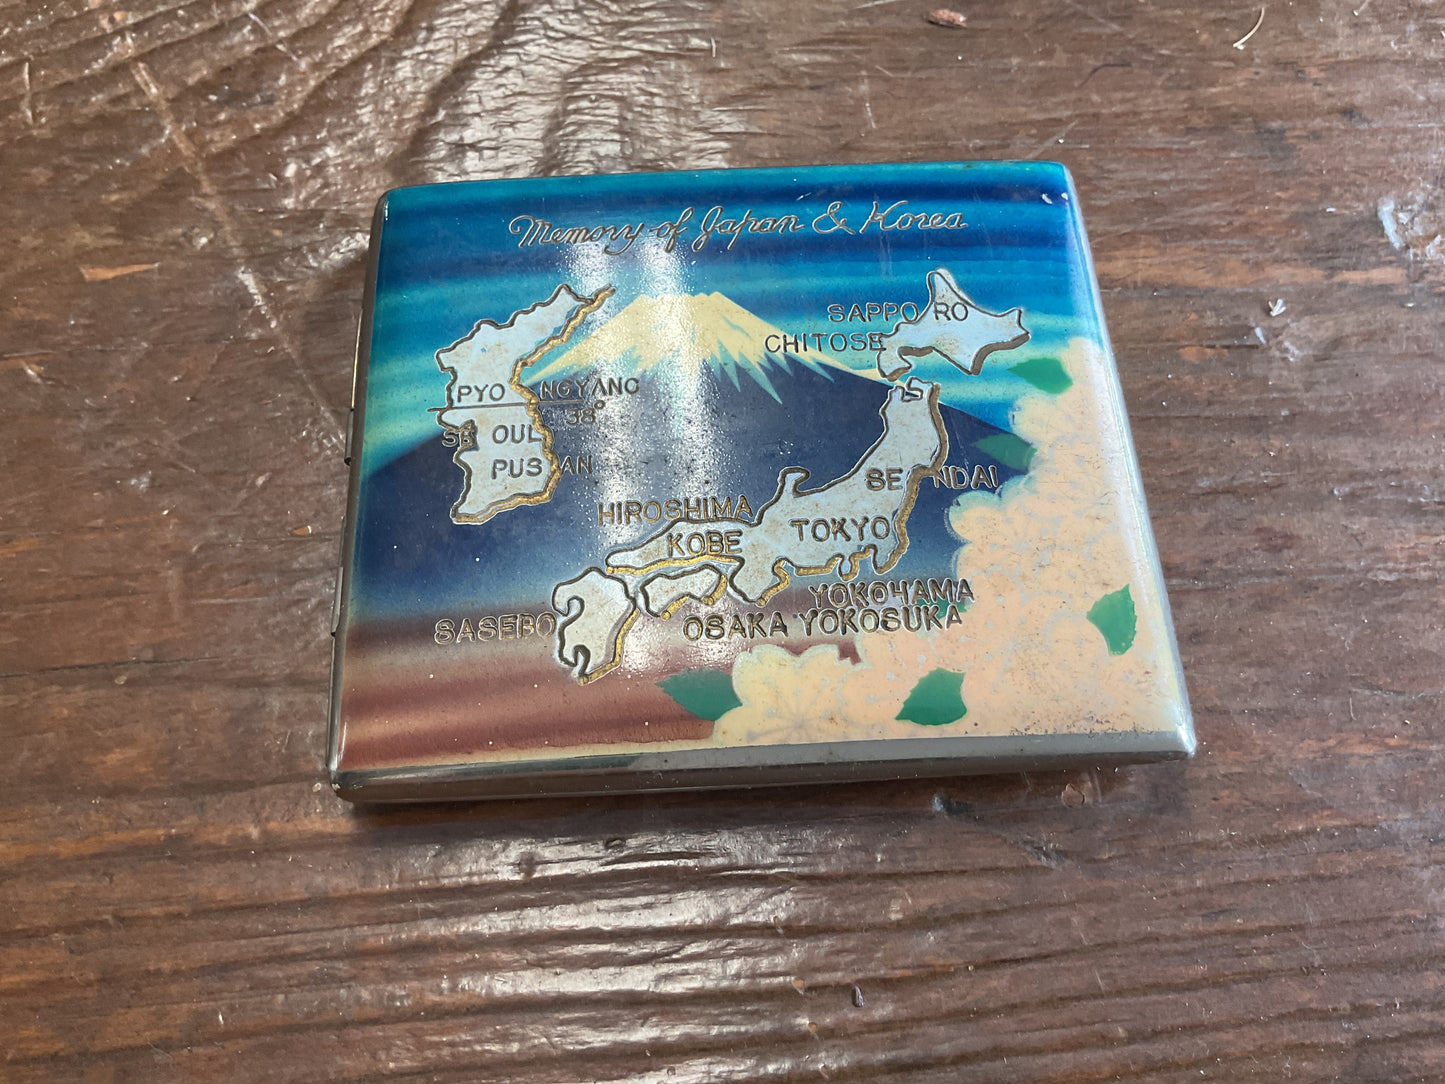 Memory of Japan & Korea
SAPPORO
CHITOSE
PYONGYANG
38°
SEOUL
PUSAN
SENDAI
HIROSHIMA
TOKYO
KOBE
YOKOHAMA
SASEBO
OSAKA YOKOSUKA